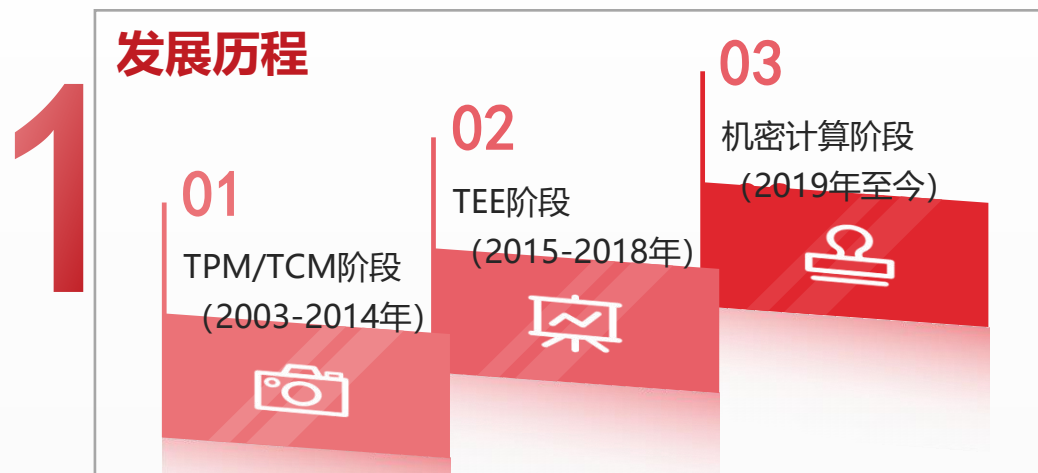 1
发展历程
01
TPM/TCM阶段
（2003-2014年）
02
TEE阶段
（2015-2018年）
03
机密计算阶段
（2019年至今）